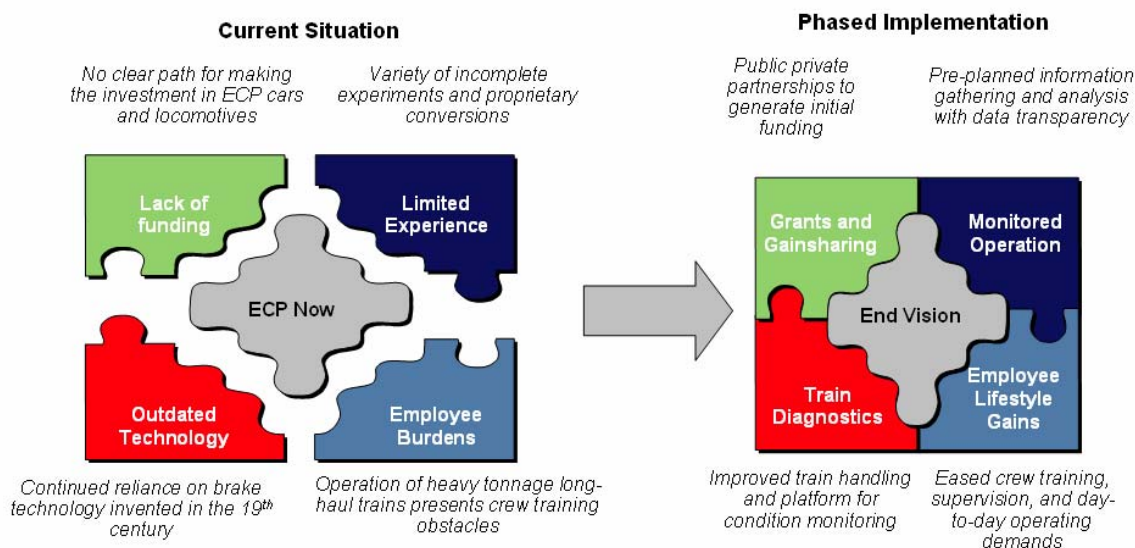 Current Situation
No clear path for making
the investment in ECP cars
and locomotives
Variety of incomplete
experiments and proprietary
conversions
Lack of
funding
Limited
Experience
ECP Now
Outdated
Technology
Employee
Burdens
Continued reliance on brake
technology invented in the 19th
century
Operation of heavy tonnage long-
haul trains presents crew training
obstacles
Phased Implementation
Public private
partnerships to
generate initial
funding
Pre-planned information
gathering and analysis
with data transparency
Grants and
Gainsharing
Monitored
Operation
End Vision
Train
Diagnostics
Employee
Lifestyle
Gains
Improved train handling
and platform for
condition monitoring
Eased crew training,
supervision, and day-
to-day operating
demands